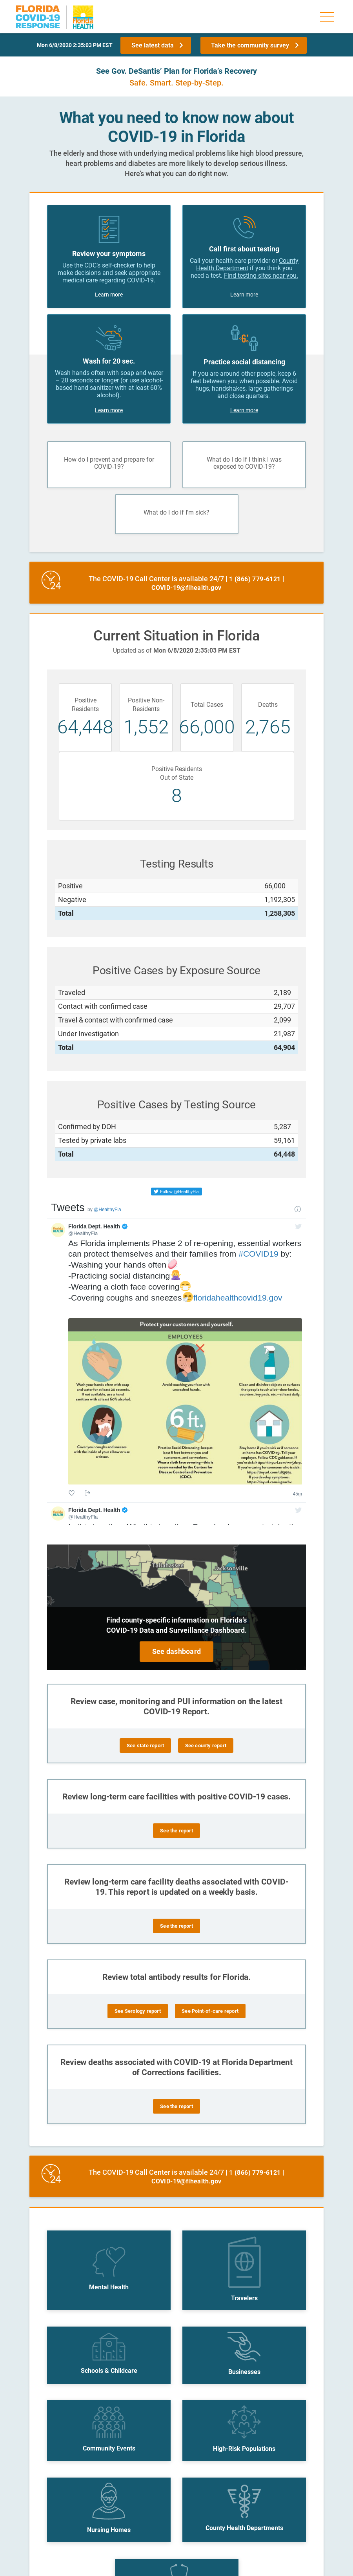 FLORIDA
COVID-19
RESPONSE
Florida
HEALTH
Mon 6/8/2020 2:35:03 PM EST
See latest data
Take the community survey
See Gov. DeSantis' Plan for Florida's Recovery
Safe. Smart. Step-by-Step.
What you need to know now about
COVID-19 in Florida
The elderly and those with underlying medical problems like high blood pressure,
heart problems and diabetes are more likely to develop serious illness.
Here's what you can do right now.
Review your symptoms
Use the CDC's self-checker to help
make decisions and seek appropriate
medical care regarding COVID-19.
Learn more
Call first about testing
Call your health care provider or County
Health Department if you think you
need a test. Find testing sites near you.
Learn more
Wash for 20 sec.
Wash hands often with soap and water
– 20 seconds or longer (or use alcohol-
based hand sanitizer with at least 60%
alcohol).
Learn more
6
Practice social distancing
If you are around other people, keep 6
feet between you when possible. Avoid
hugs, handshakes, large gatherings
and close quarters.
Learn more
How do I prevent and prepare for
COVID-19?
What do I do if I think I was
exposed to COVID-19?
What do I do if I'm sick?
24
The COVID-19 Call Center is available 24/7 | 1 (866) 779-6121 |
COVID-19@flhealth.gov
Current Situation in Florida
Updated as of Mon 6/8/2020 2:35:03 PM EST
Positive
Residents
64,448
Positive Non-
Residents
1,552
Total Cases
66,000
Deaths
2,765
Positive Residents
Out of State
8
Testing Results
Positive 66,000
Negative 1,192,305
Total 1,258,305
Positive Cases by Exposure Source
Traveled 2,189
Contact with confirmed case 29,707
Travel & contact with confirmed case 2,099
Under Investigation 21,987
Total 64,904
Positive Cases by Testing Source
Confirmed by DOH 5,287
Tested by private labs 59,161
Total 64,448
Follow @HealthyFla
Tweets by @HealthyFla
Florida Dept. Health
@HealthyFla
As Florida implements Phase 2 of re-opening, essential workers
can protect themselves and their families from #COVID19 by:
-Washing your hands often
-Practicing social distancing
-Wearing a cloth face covering
-Covering coughs and sneezes floridahealthcovid19.gov
Protect your customers and yourself.
EMPLOYEES
6ft.
Florida Dept. Health
@HealthyFla
Jacksonville
Find county-specific information on Florida's
COVID-19 Data and Surveillance Dashboard.
See dashboard
Review case, monitoring and PUI information on the latest
COVID-19 Report.
See state report
See county report
Review long-term care facilities with positive COVID-19 cases.
See the report
Review long-term care facility deaths associated with COVID-
19. This report is updated on a weekly basis.
See the report
Review total antibody results for Florida.
See Serology report
See Point-of-care report
Review deaths associated with COVID-19 at Florida Department
of Corrections facilities.
See the report
24
The COVID-19 Call Center is available 24/7 | 1 (866) 779-6121 |
COVID-19@flhealth.gov
Mental Health
Travelers
Schools & Childcare
Businesses
Community Events
High-Risk Populations
Nursing Homes
County Health Departments